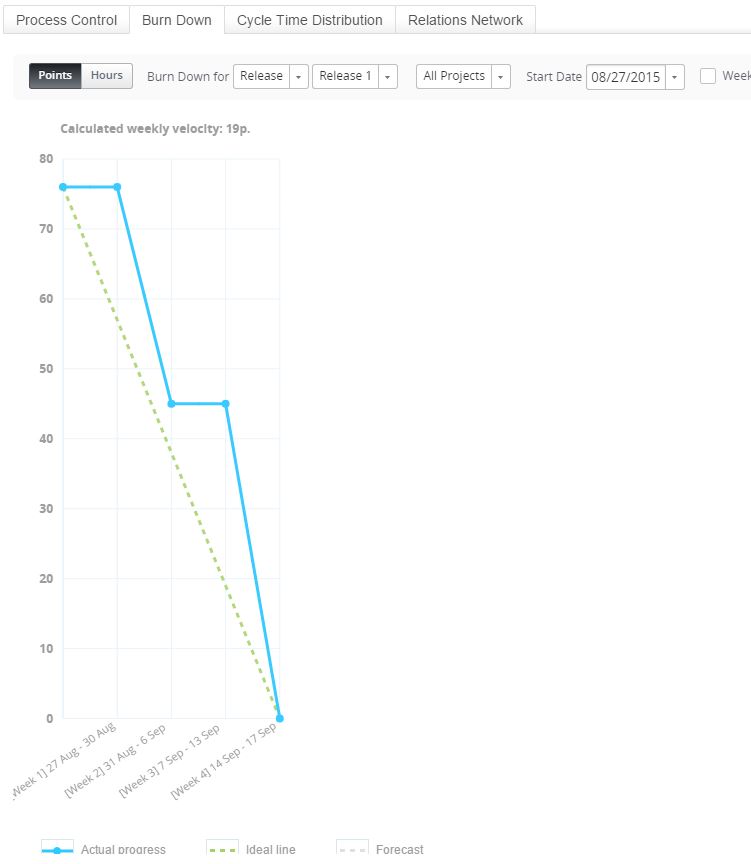 Process Control Burn Down Cycle Time Distribution Relations Network
Points Hours Burn Down for Release Release 1 All Projects Start Date 08/27/2015 Week
Calculated weekly velocity: 19p.
80
70
60
50
40
30
20
10
0
[Week 1] 27 Aug - 30 Aug
[Week 2] 31 Aug - 6 Sep
[Week 3] 7 Sep - 13 Sep
[Week 4] 14 Sep - 17 Sep
Actual progress Ideal line Forecast